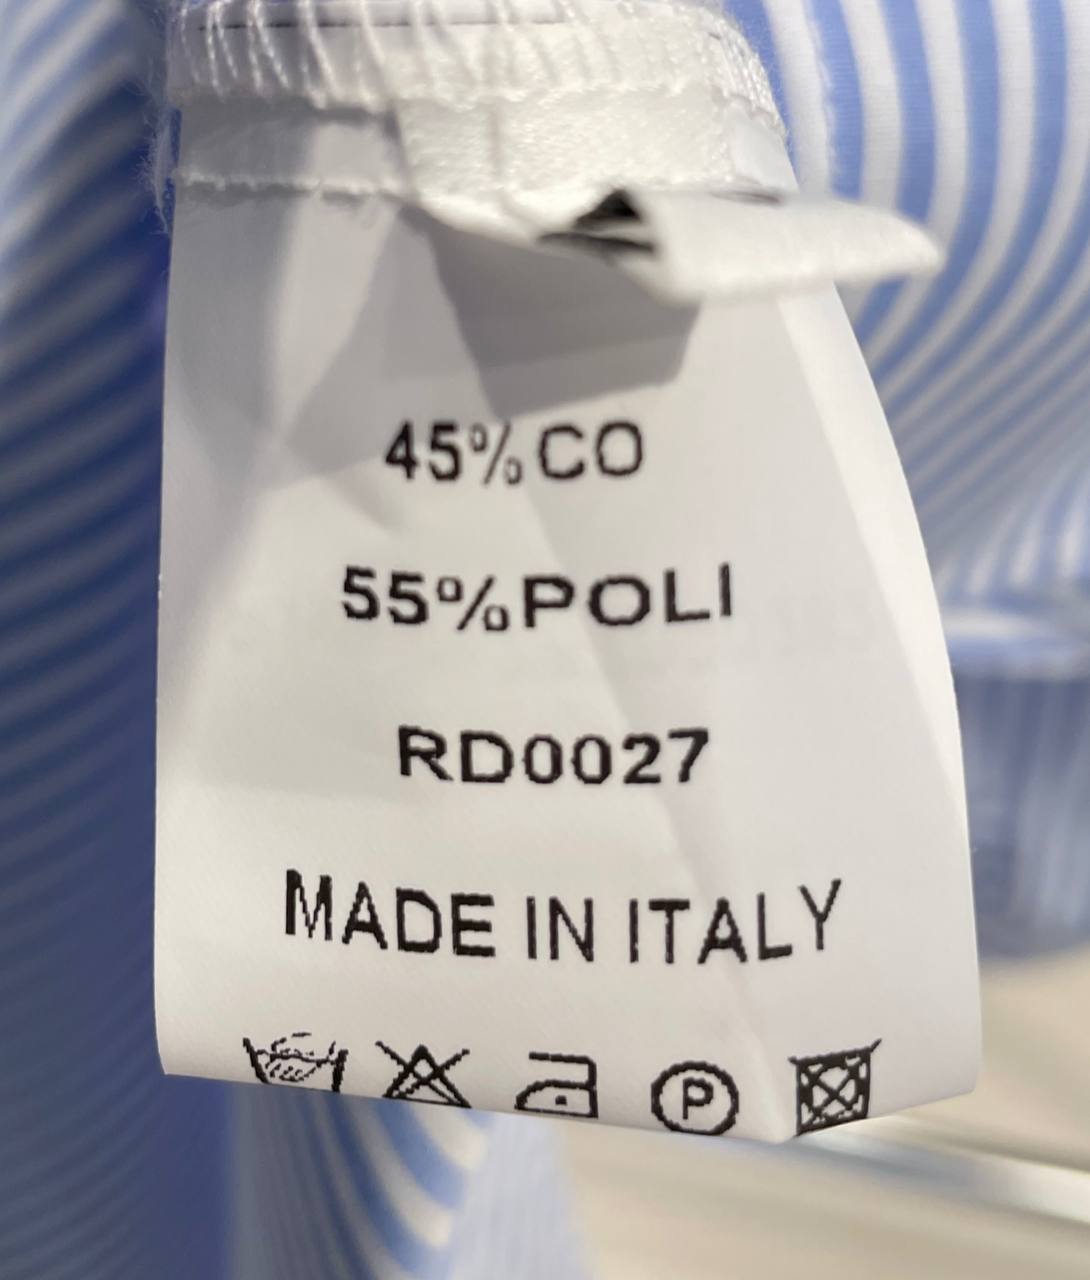 45% CO
55% POLI
RD0027
MADE IN ITALY
P